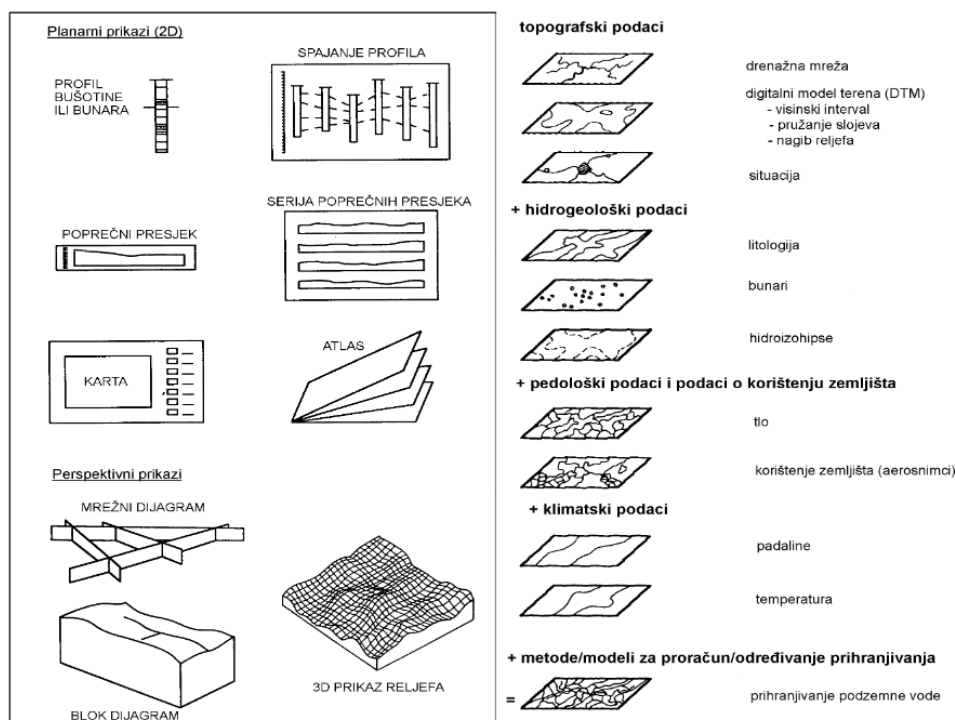 Planarni prikazi (2D)
PROFIL
BUŠOTINE
ILI BUNARA
SPAJANJE PROFILA
POPREČNI PRESJEK
SERIJA POPREČNIH PRESJEKA
KARTA
ATLAS
Perspektivni prikazi
MREŽNI DIJAGRAM
BLOK DIJAGRAM
3D PRIKAZ RELJEFA
topografski podaci
drenažna mreža
digitalni model terena (DTM)
- visinski interval
- pružanje slojeva
- nagib reljefa
situacija
+ hidrogeološki podaci
litologija
bunari
hidroizohipse
+ pedološki podaci i podaci o korištenju zemljišta
tlo
korištenje zemljišta (aerosnimci)
+ klimatski podaci
padaline
temperatura
+ metode/modeli za proračun/određivanje prihranjivanja
= prihranjivanje podzemne vode